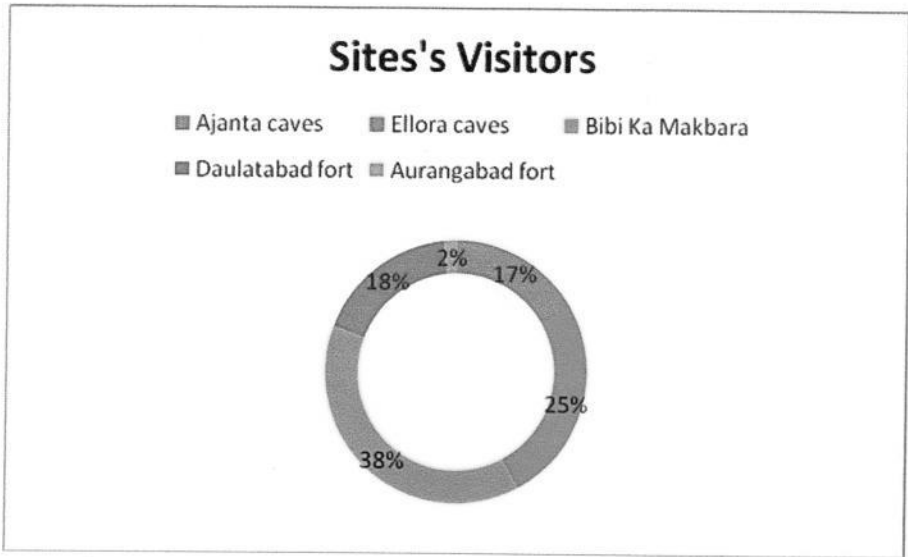 Sites's Visitors
Ajanta caves Ellora caves Bibi Ka Makbara
Daulatabad fort Aurangabad fort
2%
18% 17%
25%
38%